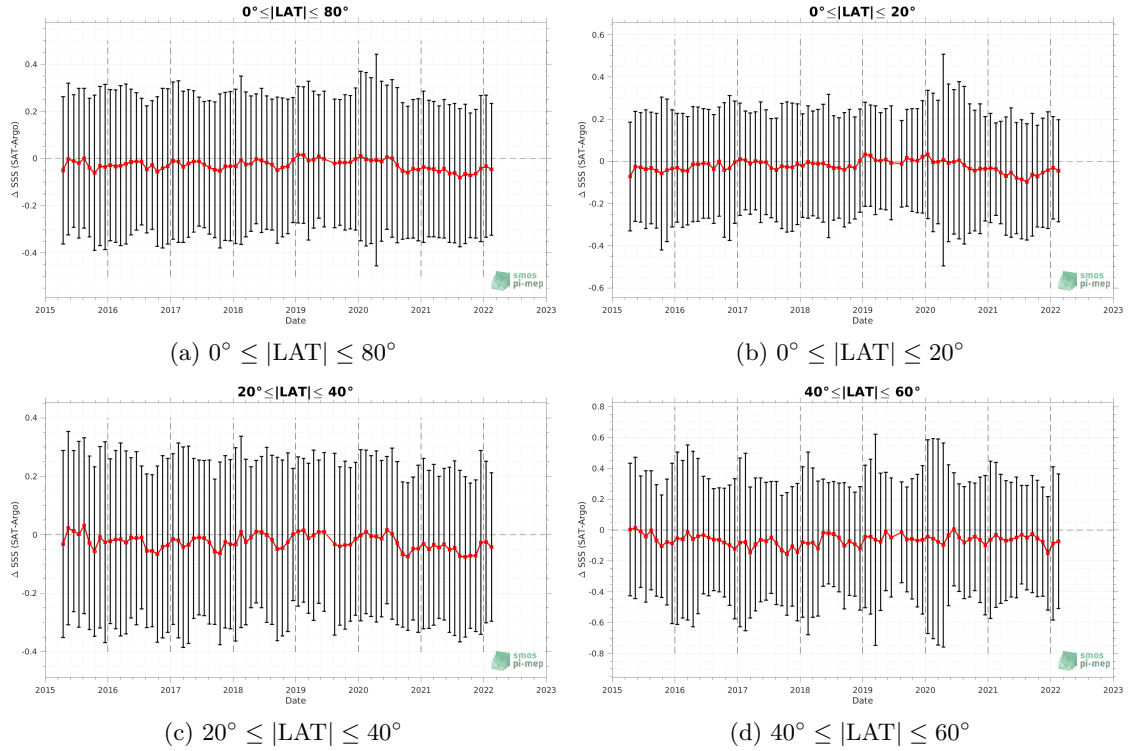 0°≤|LAT|≤ 80°
Δ SSS (SAT-Argo)
0.4
0.2
0
-0.2
-0.4
smos
pi-mep
2015 2016 2017 2018 2019 2020 2021 2022 2023
Date
(a) 0° ≤ |LAT| ≤ 80°
0°≤|LAT|≤ 20°
Δ SSS (SAT-Argo)
0.6
0.4
0.2
0
-0.2
-0.4
-0.6
smos
pi-mep
2015 2016 2017 2018 2019 2020 2021 2022 2023
Date
(b) 0° ≤ |LAT| ≤ 20°
20°≤|LAT|≤ 40°
Δ SSS (SAT-Argo)
0.4
0.2
0
-0.2
-0.4
smos
pi-mep
2015 2016 2017 2018 2019 2020 2021 2022 2023
Date
(c) 20° ≤ |LAT| ≤ 40°
40°≤|LAT|≤ 60°
Δ SSS (SAT-Argo)
0.8
0.6
0.4
0.2
0
-0.2
-0.4
-0.6
-0.8
smos
pi-mep
2015 2016 2017 2018 2019 2020 2021 2022 2023
Date
(d) 40° ≤ |LAT| ≤ 60°